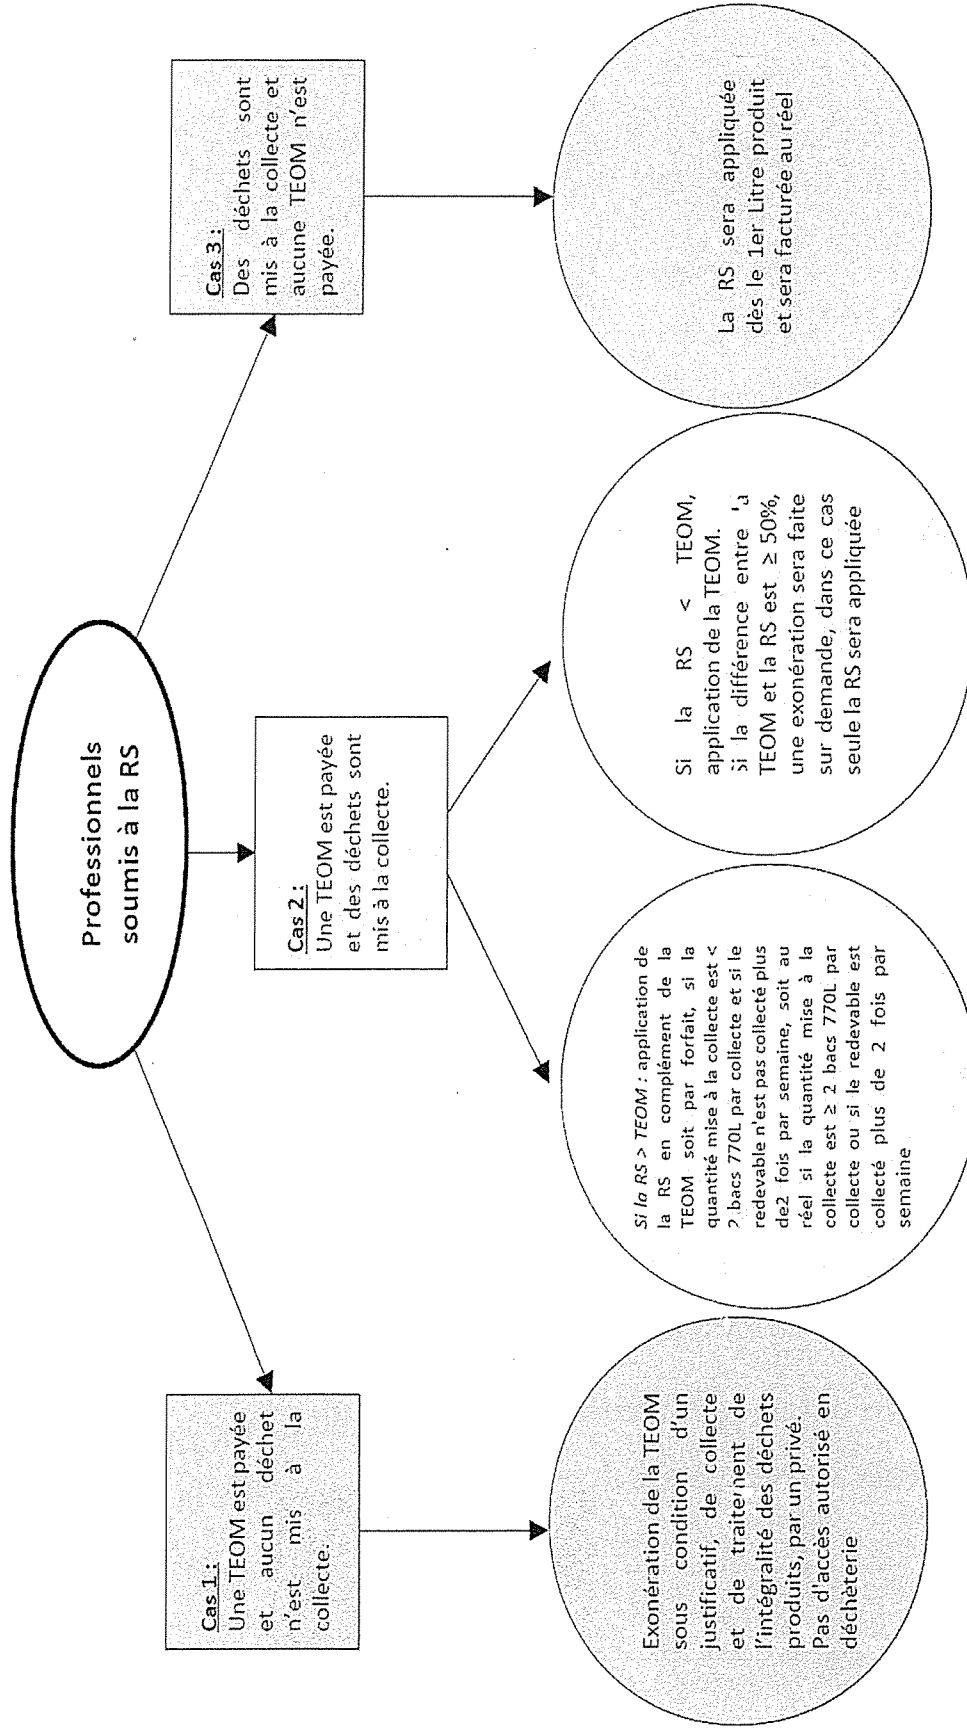 Professionnels
soumis à la RS
Cas 1 :
Une TEOM est payée
et aucun déchet
n'est mis à la
collecte.
Cas 2 :
Une TEOM est payée
et des déchets sont
mis à la collecte.
Cas 3 :
Des déchets sont
mis à la collecte et
aucune TEOM n'est
payée.
Exonération de la TEOM
sous condition d'un
justificatif, de collecte
et de traitement de
l'intégralité des déchets
produits, par un privé.
Pas d'accès autorisé en
déchèterie
Si la RS > TEOM : application de
la RS en complément de la
TEOM soit par forfait, si la
quantité mise à la collecte est <
2 bacs 770L par collecte et si le
redevable n'est pas collecté plus
de2 fois par semaine, soit au
réel si la quantité mise à la
collecte est ≥ 2 bacs 770L par
collecte ou si le redevable est
collecté plus de 2 fois par
semaine
Si la RS < TEOM,
application de la TEOM.
Si la différence entre la
TEOM et la RS est ≥ 50%,
une exonération sera faite
sur demande, dans ce cas
seule la RS sera appliquée
La RS sera appliquée
dès le 1er Litre produit
et sera facturée au réel